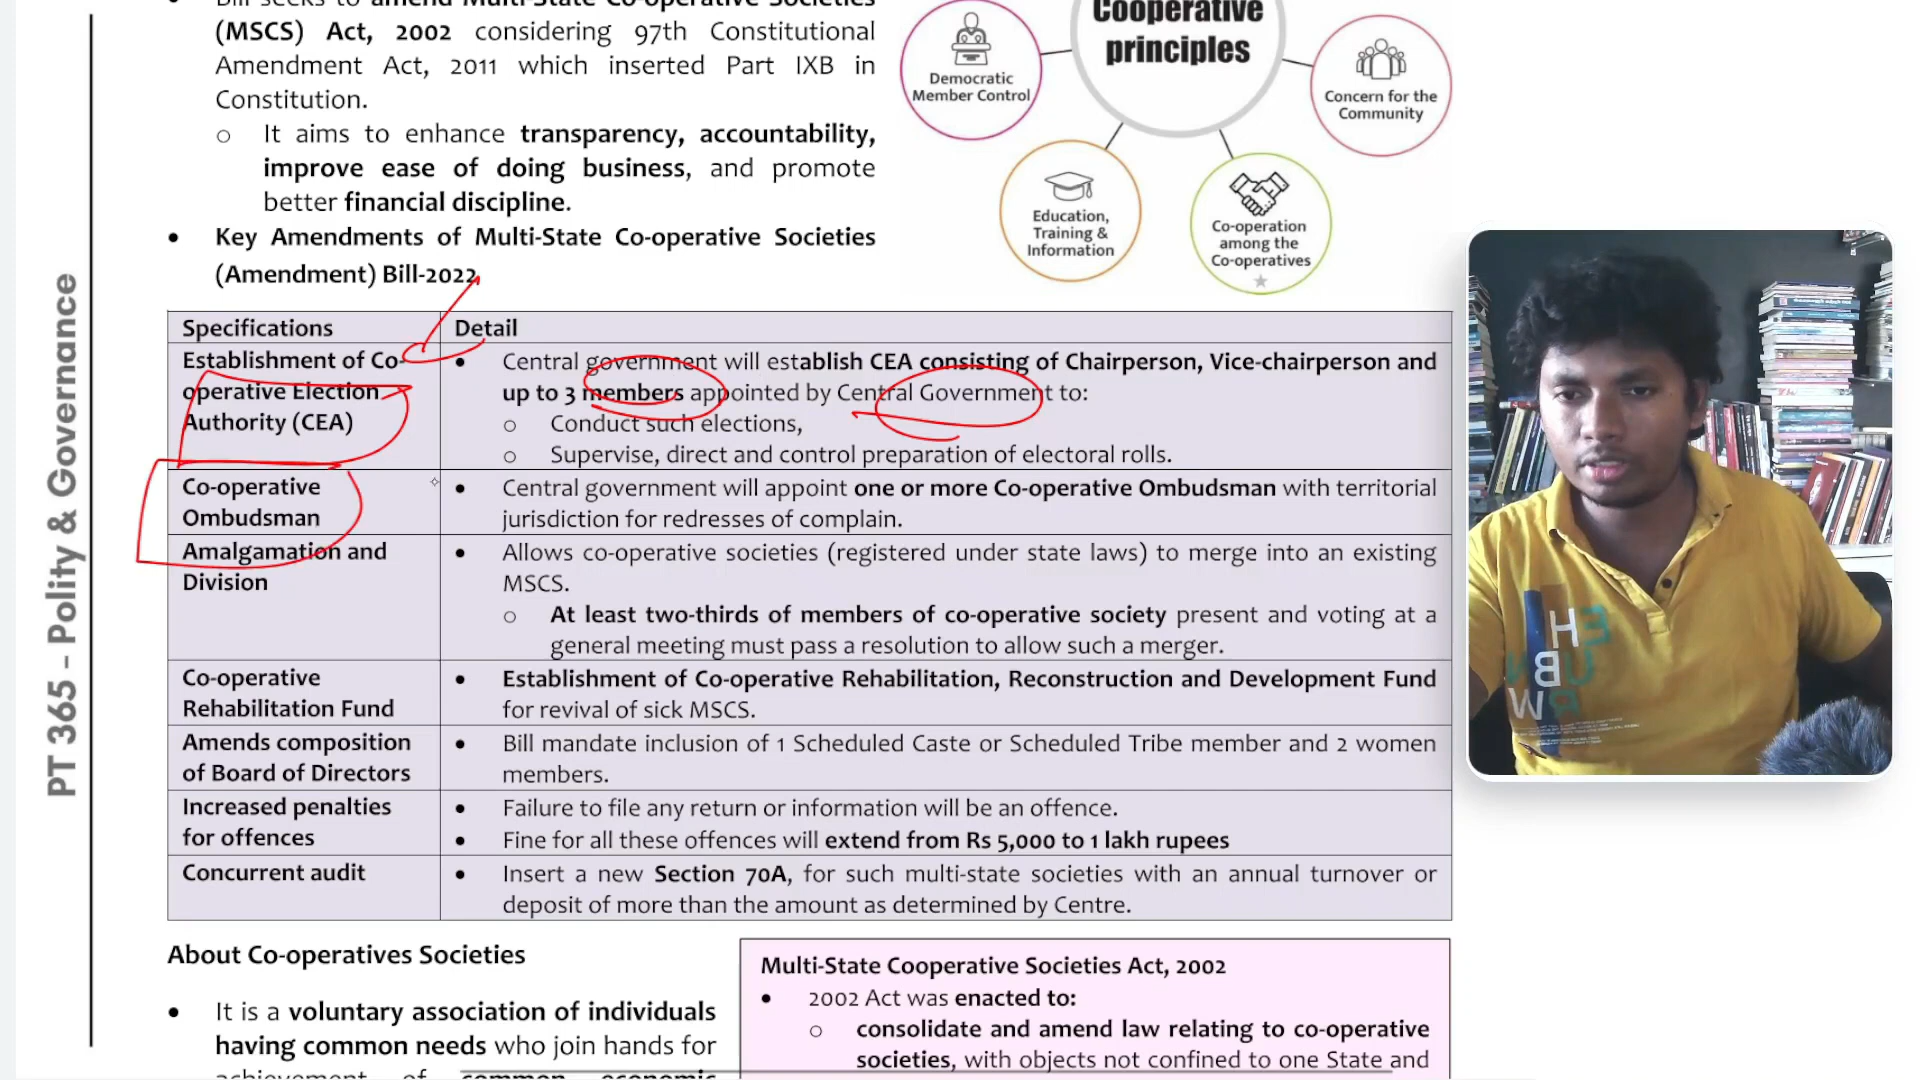 Bill seeks to amend Multi-State Co-operative Societies
(MSCS) Act, 2002 considering 97th Constitutional
Amendment Act, 2011 which inserted Part IXB in
Constitution.
o It aims to enhance transparency, accountability,
improve ease of doing business, and promote
better financial discipline.
• Key Amendments of Multi-State Co-operative Societies
(Amendment) Bill-2022
Cooperative
principles
Democratic
Member Control
Concern for the
Community
Education,
Training &
Information
Co-operation
among the
Co-operatives
PT 365 - Polity & Governance
Specifications
Detail
Establishment of Co-
operative Election
Authority (CEA)
• Central government will establish CEA consisting of Chairperson, Vice-chairperson and
up to 3 members appointed by Central Government to:
o Conduct such elections,
o Supervise, direct and control preparation of electoral rolls.
Co-operative
Ombudsman
• Central government will appoint one or more Co-operative Ombudsman with territorial
jurisdiction for redresses of complain.
Amalgamation and
Division
• Allows co-operative societies (registered under state laws) to merge into an existing
MSCS.
o At least two-thirds of members of co-operative society present and voting at a
general meeting must pass a resolution to allow such a merger.
Co-operative
Rehabilitation Fund
• Establishment of Co-operative Rehabilitation, Reconstruction and Development Fund
for revival of sick MSCS.
Amends composition
of Board of Directors
• Bill mandate inclusion of 1 Scheduled Caste or Scheduled Tribe member and 2 women
members.
Increased penalties
for offences
• Failure to file any return or information will be an offence.
• Fine for all these offences will extend from Rs 5,000 to 1 lakh rupees
Concurrent audit
• Insert a new Section 70A, for such multi-state societies with an annual turnover or
deposit of more than the amount as determined by Centre.
About Co-operatives Societies
• It is a voluntary association of individuals
having common needs who join hands for
achievement of common economic
Multi-State Cooperative Societies Act, 2002
• 2002 Act was enacted to:
o consolidate and amend law relating to co-operative
societies, with objects not confined to one State and